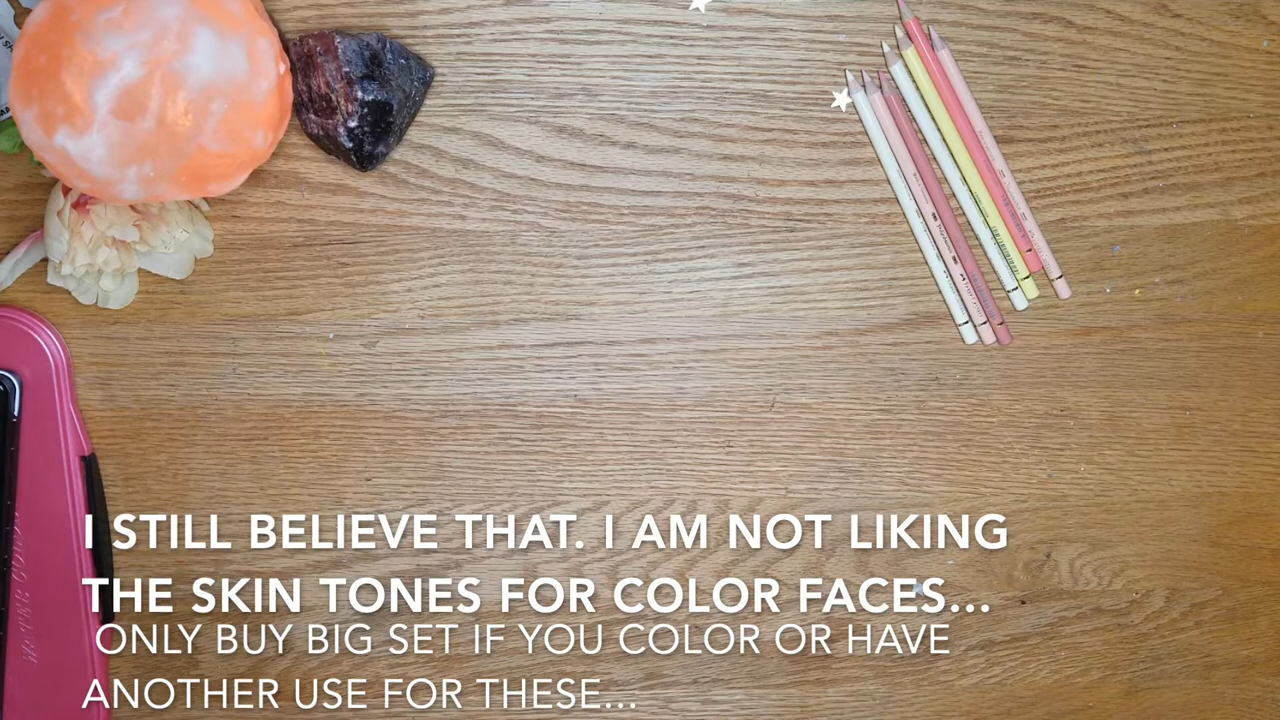 I STILL BELIEVE THAT. I AM NOT LIKING
THE SKIN TONES FOR COLOR FACES...
ONLY BUY BIG SET IF YOU COLOR OR HAVE
ANOTHER USE FOR THESE...